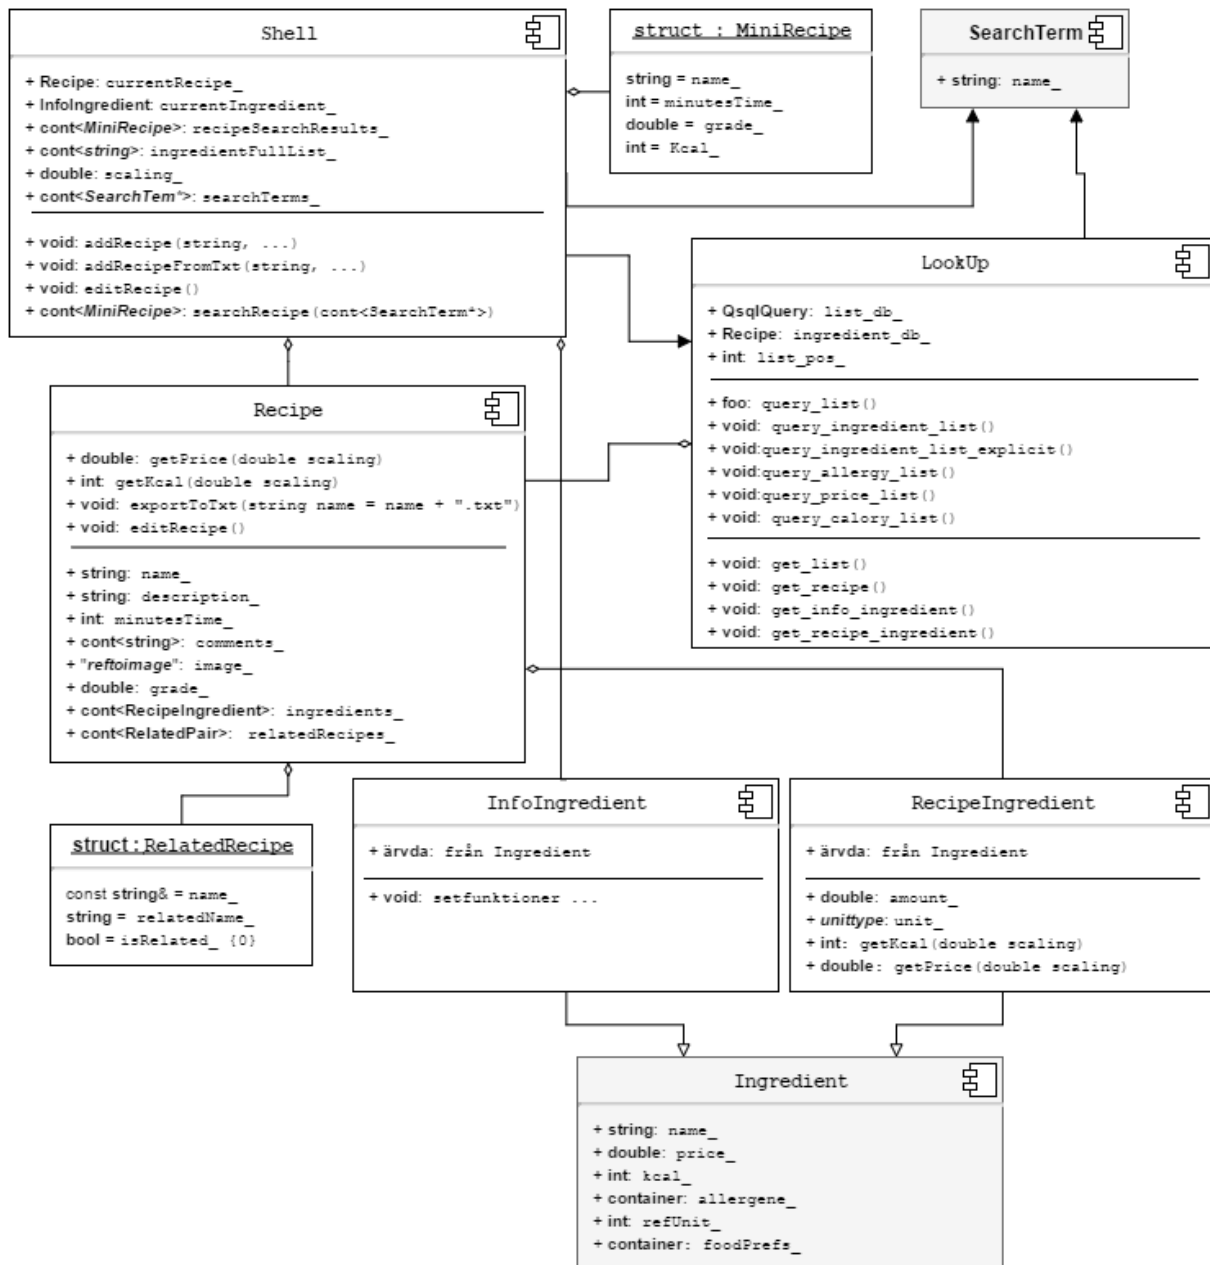 Shell
+ Recipe: currentRecipe_
+ InfoIngredient: currentIngredient_
+ cont<MiniRecipe>: recipeSearchResults_
+ cont<string>: ingredientFullList_
+ double: scaling_
+ cont<SearchTem*>: searchTerms_
+ void: addRecipe(string, ...)
+ void: addRecipeFromTxt(string, ...)
+ void: editRecipe()
+ cont<MiniRecipe>: searchRecipe(cont<SearchTerm*>)
struct : MiniRecipe
string = name_
int = minutesTime_
double = grade_
int = Kcal_
SearchTerm
+ string: name_
LookUp
+ QsqlQuery: list_db_
+ Recipe: ingredient_db_
+ int: list_pos_
+ foo: query_list()
+ void: query_ingredient_list()
+ void:query_ingredient_list_explicit()
+ void:query_allergy_list()
+ void:query_price_list()
+ void: query_calory_list()
+ void: get_list()
+ void: get_recipe()
+ void: get_info_ingredient()
+ void: get_recipe_ingredient()
Recipe
+ double: getPrice(double scaling)
+ int: getKcal(double scaling)
+ void: exportToTxt(string name = name + ".txt")
+ void: editRecipe()
+ string: name_
+ string: description_
+ int: minutesTime_
+ cont<string>: comments_
+ "reftoimage": image_
+ double: grade_
+ cont<RecipeIngredient>: ingredients_
+ cont<RelatedPair>: relatedRecipes_
struct : RelatedRecipe
const string& = name_
string = relatedName_
bool = isRelated_ {0}
InfoIngredient
+ ärvda: från Ingredient
+ void: setfunktioner ...
RecipeIngredient
+ ärvda: från Ingredient
+ double: amount_
+ unittype: unit_
+ int: getKcal(double scaling)
+ double: getPrice(double scaling)
Ingredient
+ string: name_
+ double: price_
+ int: kcal_
+ container: allergene_
+ int: refUnit_
+ container: foodPrefs_